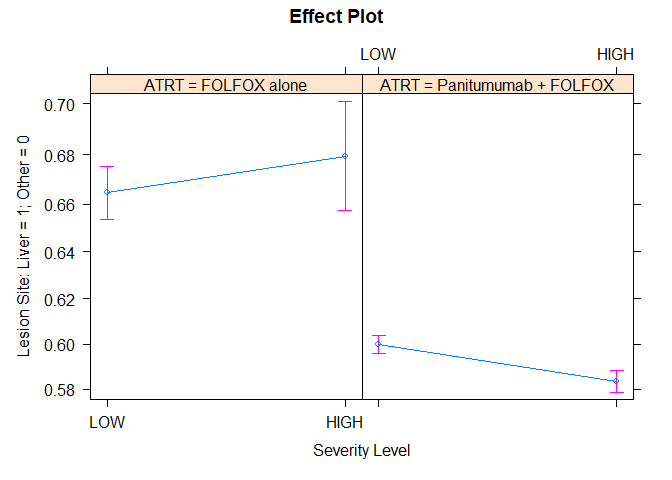 Effect Plot
LOW HIGH
ATRT = FOLFOX alone ATRT = Panitumumab + FOLFOX
Lesion Site: Liver = 1; Other = 0
0.70
0.68
0.66
0.64
0.62
0.60
0.58
LOW HIGH
Severity Level